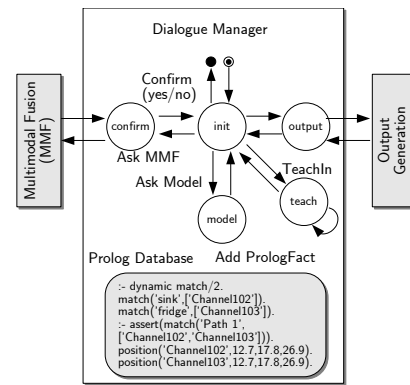 Dialogue Manager
Confirm
(yes/no)
Multimodal Fusion
(MMF)
confirm
init
output
Output
Generation
Ask MMF
TeachIn
Ask Model
teach
model
Prolog Database
Add PrologFact
:- dynamic match/2.
match('sink',['Channel102']).
match('fridge',['Channel103').
:- assert(match('Path 1',
['Channel102','Channel103'])).
position('Channel102',12.7,17.8,26.9).
position('Channel103',12.7,17.8,26.9).